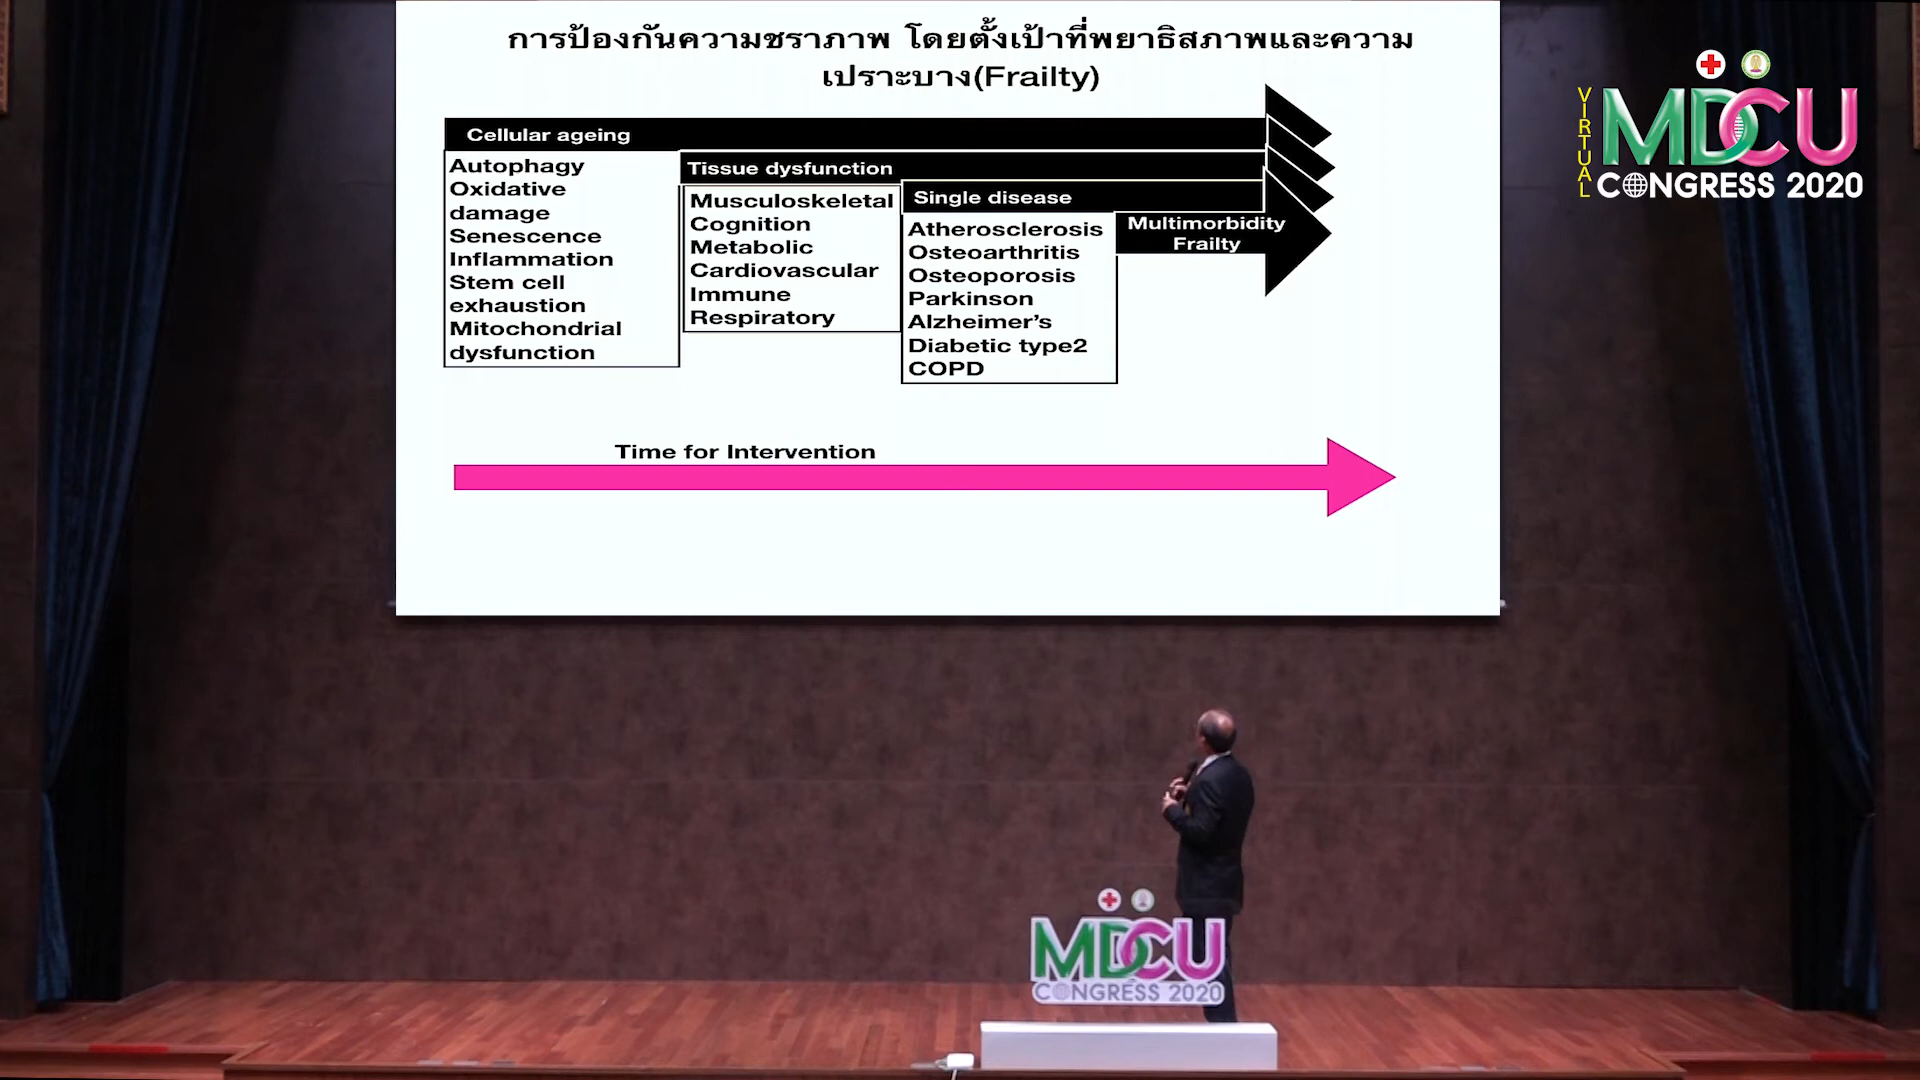 การป้องกันความชราภาพ โดยตั้งเป้าที่พยาธิสภาพและความ
เปราะบาง(Frailty)
Cellular ageing
Autophagy
Oxidative
damage
Senescence
Inflammation
Stem cell
exhaustion
Mitochondrial
dysfunction
Tissue dysfunction
Musculoskeletal
Cognition
Metabolic
Cardiovascular
Immune
Respiratory
Single disease
Atherosclerosis
Osteoarthritis
Osteoporosis
Parkinson
Alzheimer’s
Diabetic type2
COPD
Multimorbidity
Frailty
Time for Intervention
VIRTUAL
MDCU
CONGRESS 2020
MDCU
CONGRESS 2020